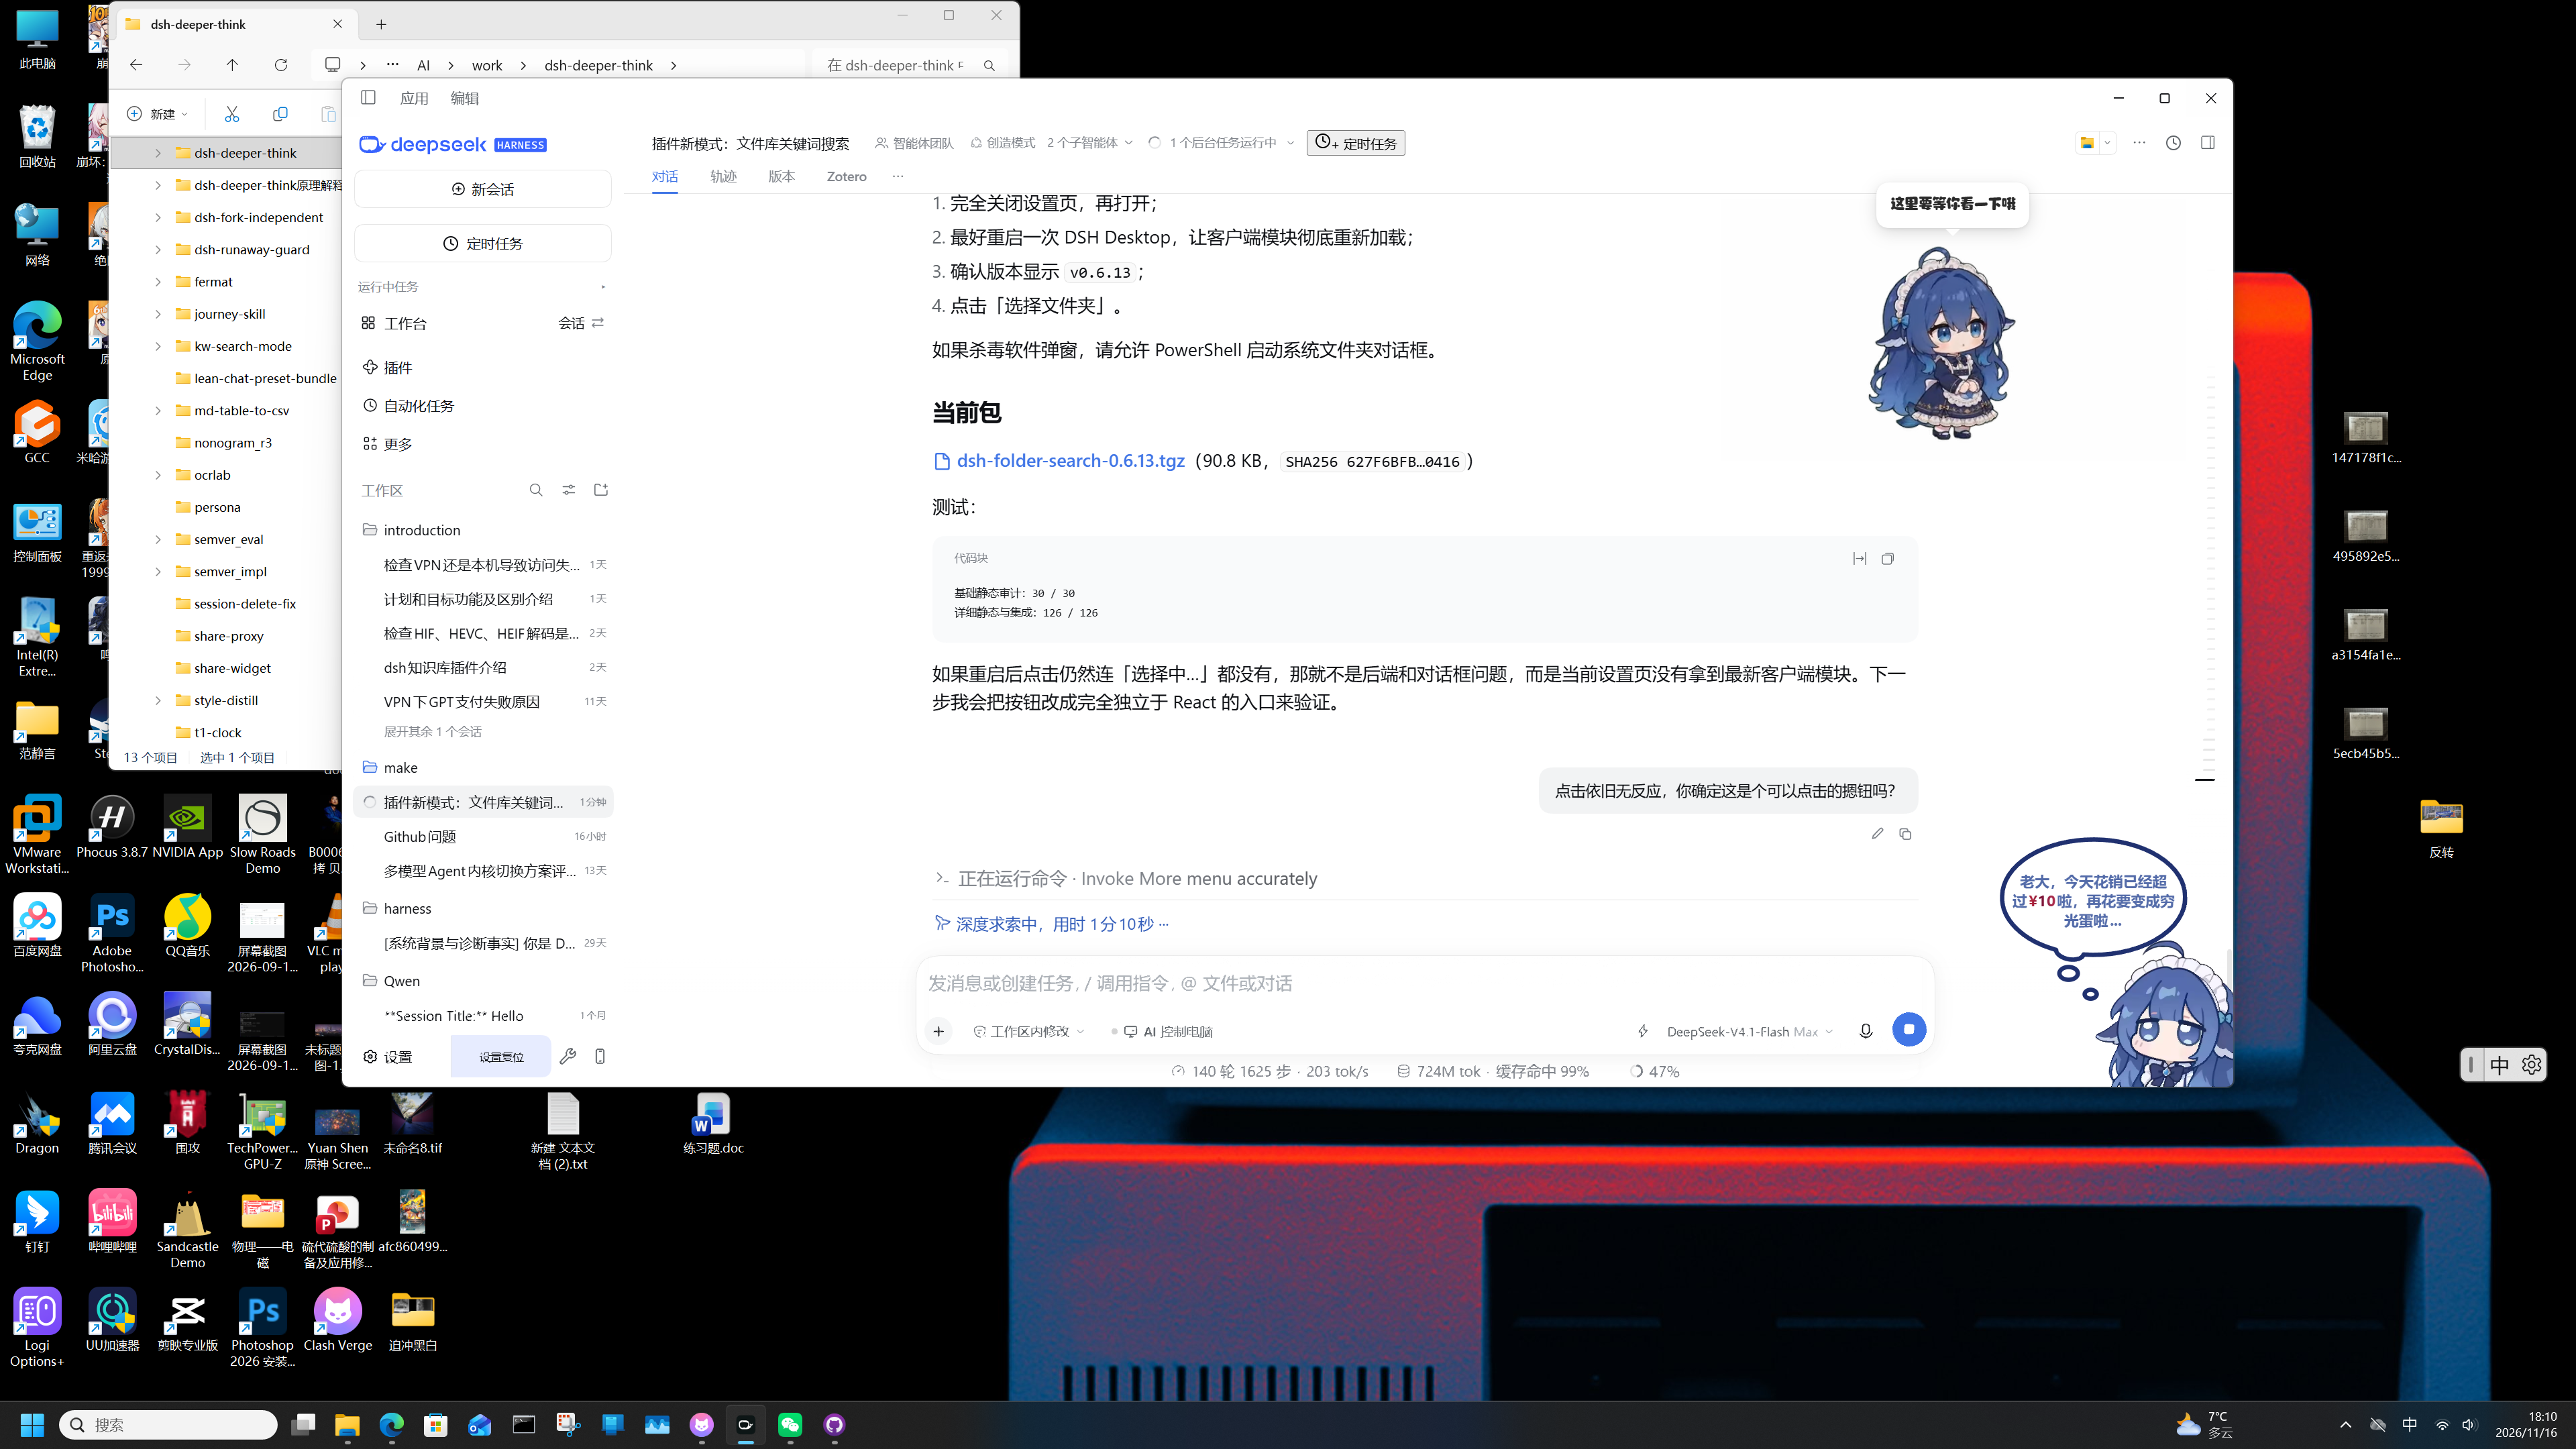 dsh-deeper-think
AI > work > dsh-deeper-think >
在 dsh-deeper-think 中
新建
dsh-deeper-think
dsh-deeper-think原理解释
dsh-fork-independent
dsh-runaway-guard
fermat
journey-skill
kw-search-mode
lean-chat-preset-bundle
md-table-to-csv
nonogram_r3
ocrlab
persona
semver_eval
semver_impl
session-delete-fix
share-proxy
share-widget
style-distill
t1-clock
13 个项目 选中 1 个项目
应用 编辑
deepseek HARNESS
新会话
定时任务
运行中任务
工作台 会话
插件
自动化任务
更多
工作区
introduction
检查VPN还是本机导致访问失... 1天
计划和目标功能及区别介绍 1天
检查HIF、HEVC、HEIF解码是... 2天
dsh知识库插件介绍 2天
VPN下GPT支付失败原因 11天
展开其余 1 个会话
make
插件新模式：文件库关键词... 1分钟
Github问题 16小时
多模型Agent内核切换方案评... 13天
harness
[系统背景与诊断事实] 你是 D... 29天
Qwen
**Session Title:** Hello 1个月
设置 设置复位
插件新模式：文件库关键词搜索 智能体团队 创造模式 2 个子智能体 1 个后台任务运行中 + 定时任务
对话 轨迹 版本 Zotero ...
1. 完全关闭设置页，再打开；
2. 最好重启一次 DSH Desktop，让客户端模块彻底重新加载；
3. 确认版本显示 v0.6.13；
4. 点击「选择文件夹」。
如果杀毒软件弹窗，请允许 PowerShell 启动系统文件夹对话框。
当前包
dsh-folder-search-0.6.13.tgz（90.8 KB，SHA256 627F6BFB…0416）
测试：
代码块
基础静态审计：30 / 30
详细静态与集成：126 / 126
如果重启后点击仍然连「选择中...」都没有，那就不是后端和对话框问题，而是当前设置页没有拿到最新客户端模块。下一
步我会把按钮改成完全独立于 React 的入口来验证。
点击依旧无反应，你确定这是个可以点击的摁钮吗？
正在运行命令 · Invoke More menu accurately
深度求索中，用时 1 分 10 秒 ...
发消息或创建任务, / 调用指令, @ 文件或对话
工作区内修改 AI 控制电脑 DeepSeek-V4.1-Flash Max
140 轮 1625 步 · 203 tok/s 724M tok · 缓存命中 99% 47%
这里要等你看一下哦
老大，今天花销已经超
过¥10啦，再花要变成穷
光蛋啦...
此电脑
回收站
崩坏:
网络
Microsoft
Edge
GCC
米哈游
控制面板
重返
1999
Intel(R)
Extre...
范静言
VMware
Workstati...
Phocus 3.8.7
NVIDIA App
Slow Roads
Demo
百度网盘
Adobe
Photosho...
QQ音乐
屏幕截图
2026-09-1...
夸克网盘
阿里云盘
CrystalDis...
屏幕截图
2026-09-1...
Dragon
腾讯会议
围攻
TechPower...
GPU-Z
Yuan Shen
原神 Scree...
未命名8.tif
新建 文本文
档 (2).txt
练习题.doc
钉钉
哔哩哔哩
Sandcastle
Demo
物理——电
磁
硫代硫酸的制
备及应用修...
afc860499...
Logi
Options+
UU加速器
剪映专业版
Photoshop
2026 安装...
Clash Verge
迫冲黑白
147178f1c...
495892e5...
a3154fa1e...
5ecb45b5...
反转
中
搜索
7°C
多云
中
18:10
2026/11/16